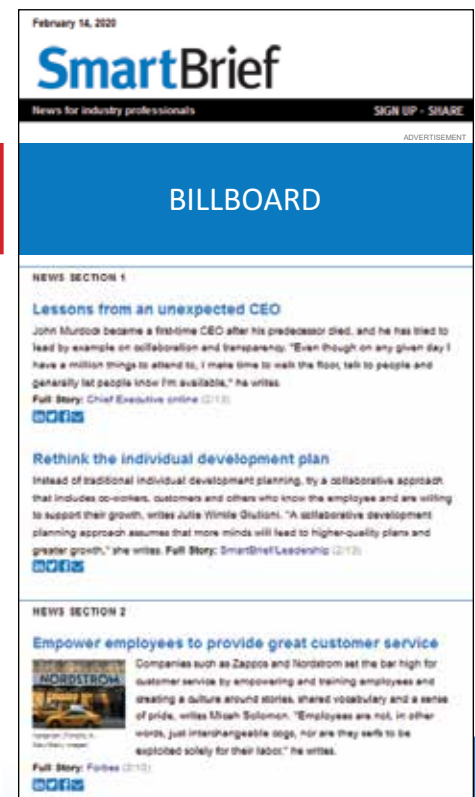 February 14, 2020
SmartBrief
News for industry professionals SIGN UP - SHARE
ADVERTISEMENT
BILLBOARD
NEWS SECTION 1
Lessons from an unexpected CEO
John Murdock became a first-time CEO after his predecessor died, and he has tried to
lead by example on collaboration and transparency. "Even though on any given day I
have a million things to attend to, I make time to walk the floor, talk to people and
generally let people know I'm available," he writes.
Full Story: Chief Executive online (2/13)
Rethink the individual development plan
Instead of traditional individual development planning, try a collaborative approach
that includes co-workers, customers and others who know the employee and are willing
to support their growth, writes Julie Winkle Giulioni. "A collaborative development
planning approach assumes that more minds will lead to higher-quality plans and
greater growth," she writes. Full Story: SmartBrief/Leadership (2/13)
NEWS SECTION 2
Empower employees to provide great customer service
NORDSTROM
Companies such as Zappos and Nordstrom set the bar high for
customer service by empowering and training employees and
creating a culture around stories, shared vocabulary and a sense
of pride, writes Micah Solomon. "Employees are not, in other
words, just interchangeable cogs, nor are they serfs to be
exploited solely for their labor," he writes.
Full Story: Forbes